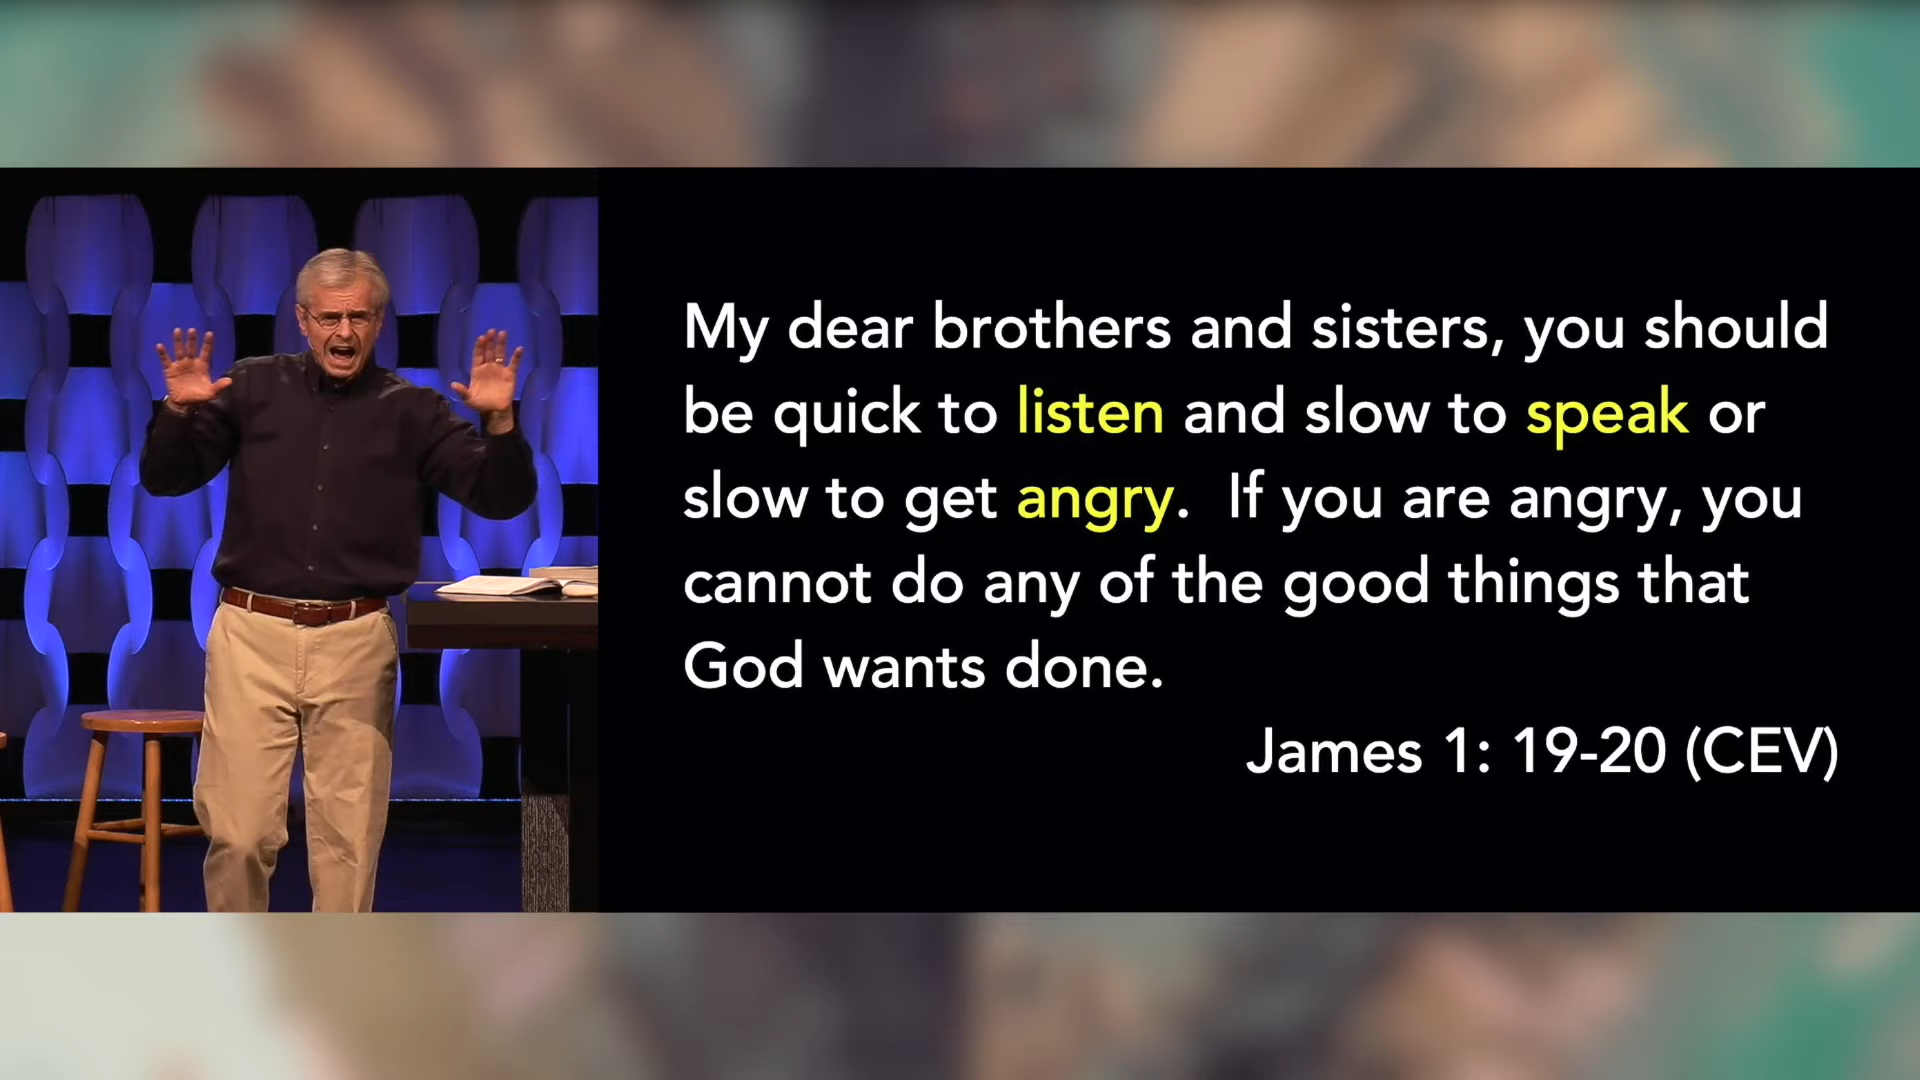 My dear brothers and sisters, you should
be quick to listen and slow to speak or
slow to get angry.  If you are angry, you
cannot do any of the good things that
God wants done.
James 1: 19-20 (CEV)